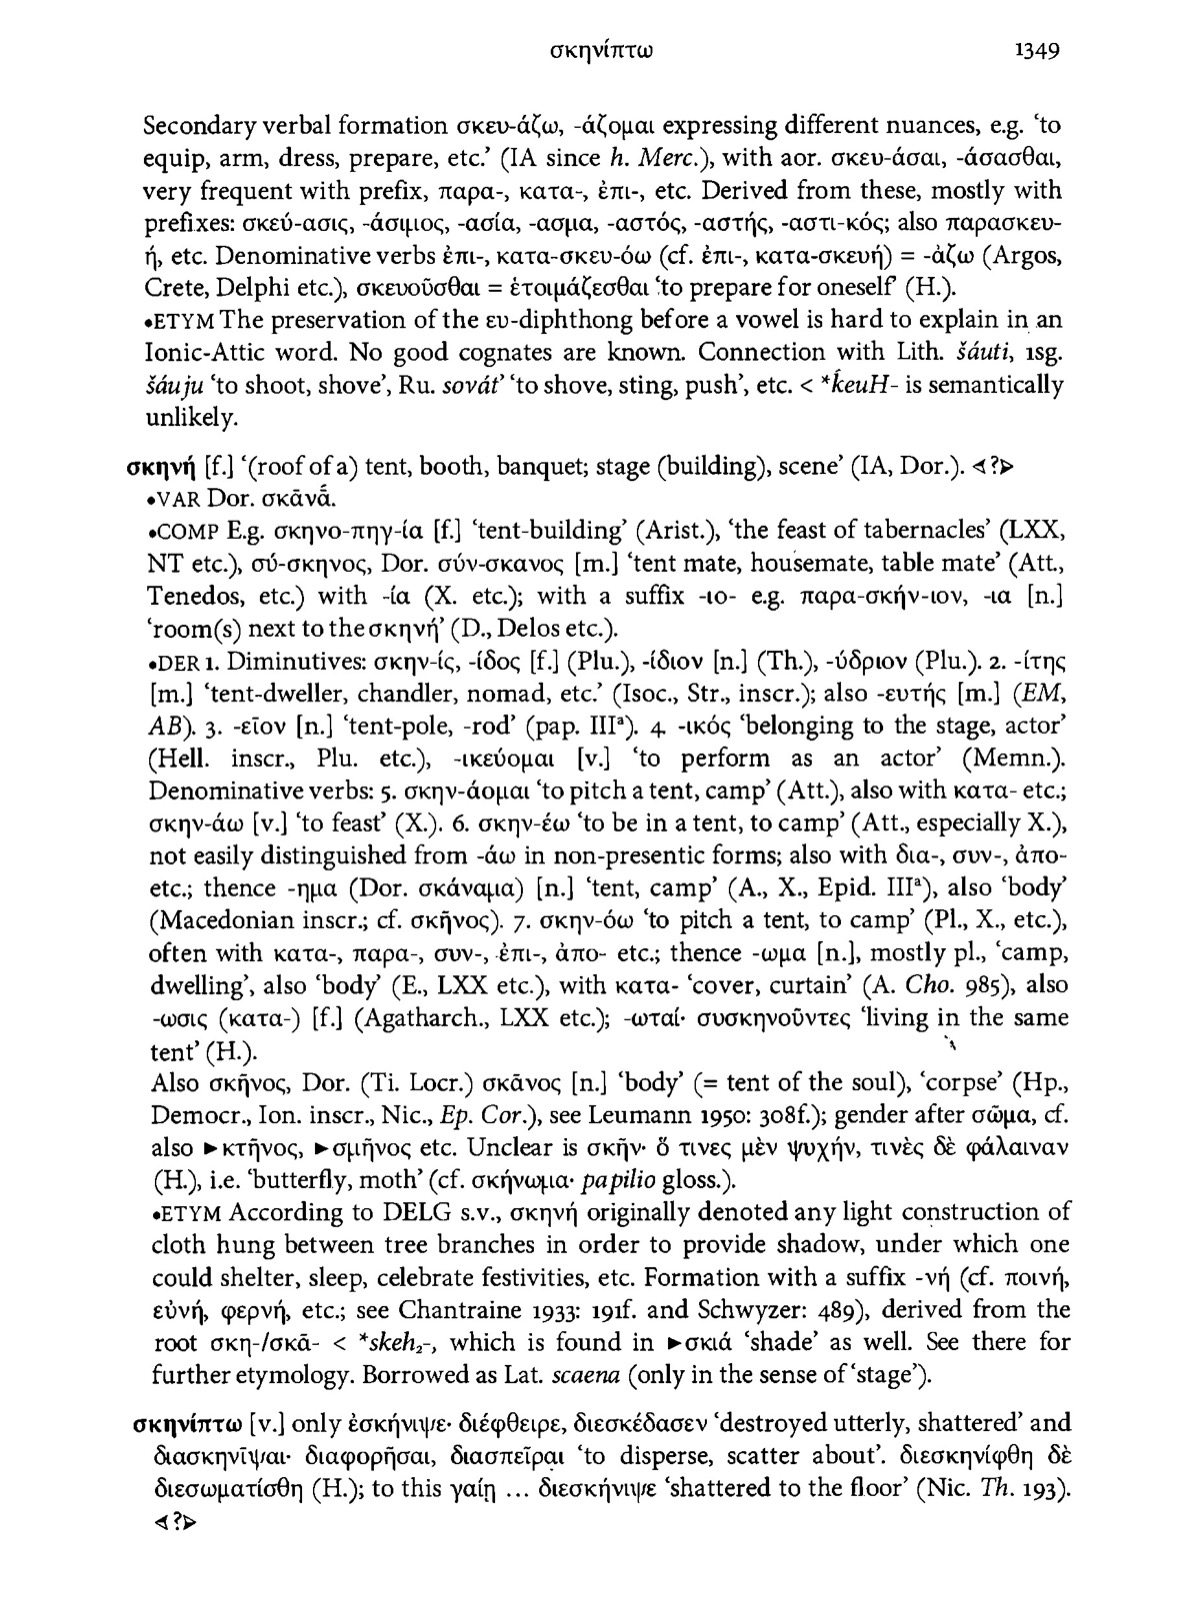 σκηνίπτω 1349
Secondary verbal formation σκευ-άζω, -άζομαι expressing different nuances, e.g. ‘to
equip, arm, dress, prepare, etc.’ (IA since h. Merc.), with aor. σκευ-άσαι, -άσασθαι,
very frequent with prefix, παρα-, κατα-, ἐπι-, etc. Derived from these, mostly with
prefixes: σκεύ-ασις, -άσιμος, -ασία, -ασμα, -αστός, -αστής, -αστι-κός; also παρασκευ-
ή, etc. Denominative verbs ἐπι-, κατα-σκευ-όω (cf. ἐπι-, κατα-σκευή) = -άζω (Argos,
Crete, Delphi etc.), σκευοῦσθαι = ἑτοιμάζεσθαι ‘to prepare for oneself’ (H.).
•ETYM The preservation of the ευ-diphthong before a vowel is hard to explain in an
Ionic-Attic word. No good cognates are known. Connection with Lith. šáuti, 1sg.
šáuju ‘to shoot, shove’, Ru. sovát’ ‘to shove, sting, push’, etc. < *ḱeuH- is semantically
unlikely.
σκηνή [f.] ‘(roof of a) tent, booth, banquet; stage (building), scene’ (IA, Dor.). ⊲?⊳
•VAR Dor. σκᾱνᾱ́.
•COMP E.g. σκηνο-πηγ-ία [f.] ‘tent-building’ (Arist.), ‘the feast of tabernacles’ (LXX,
NT etc.), σύ-σκηνος, Dor. σύν-σκανος [m.] ‘tent mate, housemate, table mate’ (Att.,
Tenedos, etc.) with -ία (X. etc.); with a suffix -ιο- e.g. παρα-σκήν-ιον, -ια [n.]
‘room(s) next to the σκηνή’ (D., Delos etc.).
•DER 1. Diminutives: σκην-ίς, -ίδος [f.] (Plu.), -ίδιον [n.] (Th.), -ύδριον (Plu.). 2. -ίτης
[m.] ‘tent-dweller, chandler, nomad, etc.’ (Isoc., Str., inscr.); also -ευτής [m.] (EM,
AB). 3. -εῖον [n.] ‘tent-pole, -rod’ (pap. IIIᵃ). 4. -ικός ‘belonging to the stage, actor’
(Hell. inscr., Plu. etc.), -ικεύομαι [v.] ‘to perform as an actor’ (Memn.).
Denominative verbs: 5. σκην-άομαι ‘to pitch a tent, camp’ (Att.), also with κατα- etc.;
σκην-άω [v.] ‘to feast’ (X.). 6. σκην-έω ‘to be in a tent, to camp’ (Att., especially X.),
not easily distinguished from -άω in non-presentic forms; also with δια-, συν-, ἀπο-
etc.; thence -ημα (Dor. σκάναμα) [n.] ‘tent, camp’ (A., X., Epid. IIIᵃ), also ‘body’
(Macedonian inscr.; cf. σκῆνος). 7. σκην-όω ‘to pitch a tent, to camp’ (Pl., X., etc.),
often with κατα-, παρα-, συν-, ἐπι-, ἀπο- etc.; thence -ωμα [n.], mostly pl., ‘camp,
dwelling’, also ‘body’ (E., LXX etc.), with κατα- ‘cover, curtain’ (A. Cho. 985), also
-ωσις (κατα-) [f.] (Agatharch., LXX etc.); -ωταί· συσκηνοῦντες ‘living in the same
tent’ (H.).
Also σκῆνος, Dor. (Ti. Locr.) σκᾶνος [n.] ‘body’ (= tent of the soul), ‘corpse’ (Hp.,
Democr., Ion. inscr., Nic., Ep. Cor.), see Leumann 1950: 308f.); gender after σῶμα, cf.
also ►κτῆνος, ►σμῆνος etc. Unclear is σκῆν· ὅ τινες μὲν ψυχήν, τινὲς δὲ φάλαιναν
(H.), i.e. ‘butterfly, moth’ (cf. σκήνωμα· papilio gloss.).
•ETYM According to DELG s.v., σκηνή originally denoted any light construction of
cloth hung between tree branches in order to provide shadow, under which one
could shelter, sleep, celebrate festivities, etc. Formation with a suffix -νή (cf. ποινή,
εὐνή, φερνή, etc.; see Chantraine 1933: 191f. and Schwyzer: 489), derived from the
root σκη-/σκᾱ- < *skeh₂-, which is found in ►σκιά ‘shade’ as well. See there for
further etymology. Borrowed as Lat. scaena (only in the sense of ‘stage’).
σκηνίπτω [v.] only ἐσκήνιψε· διέφθειρε, διεσκέδασεν ‘destroyed utterly, shattered’ and
διασκηνῖψαι· διαφορῆσαι, διασπεῖραι ‘to disperse, scatter about’. διεσκηνίφθη δὲ
διεσωματίσθη (H.); to this γαίῃ ... διεσκήνιψε ‘shattered to the floor’ (Nic. Th. 193).
⊲?⊳